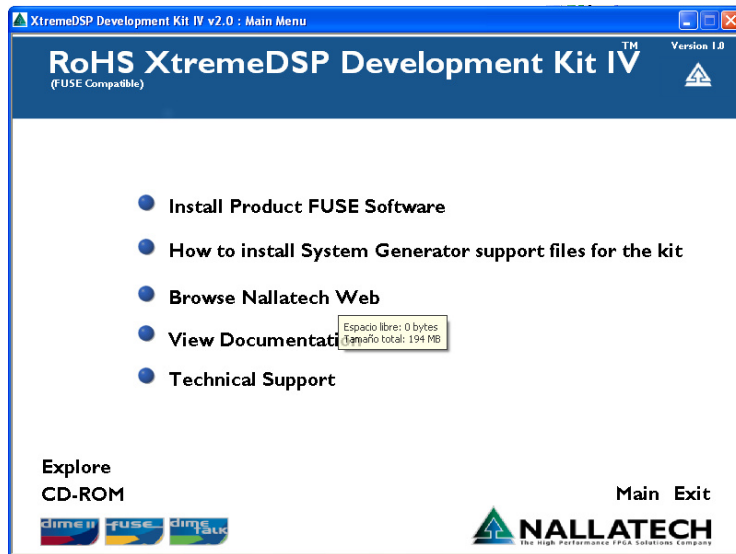 XtremeDSP Development Kit IV v2.0 : Main Menu
RoHS XtremeDSP Development Kit IV TM
Version 1.0
(FUSE Compatible)
Install Product FUSE Software
How to install System Generator support files for the kit
Browse Nallatech Web
Espacio libre: 0 bytes
View Documentation
Tamaño total: 194 MB
Technical Support
Explore
CD-ROM
Main Exit
dime II fuse dime talk
NALLATECH
The High Performance FPGA Solutions Company